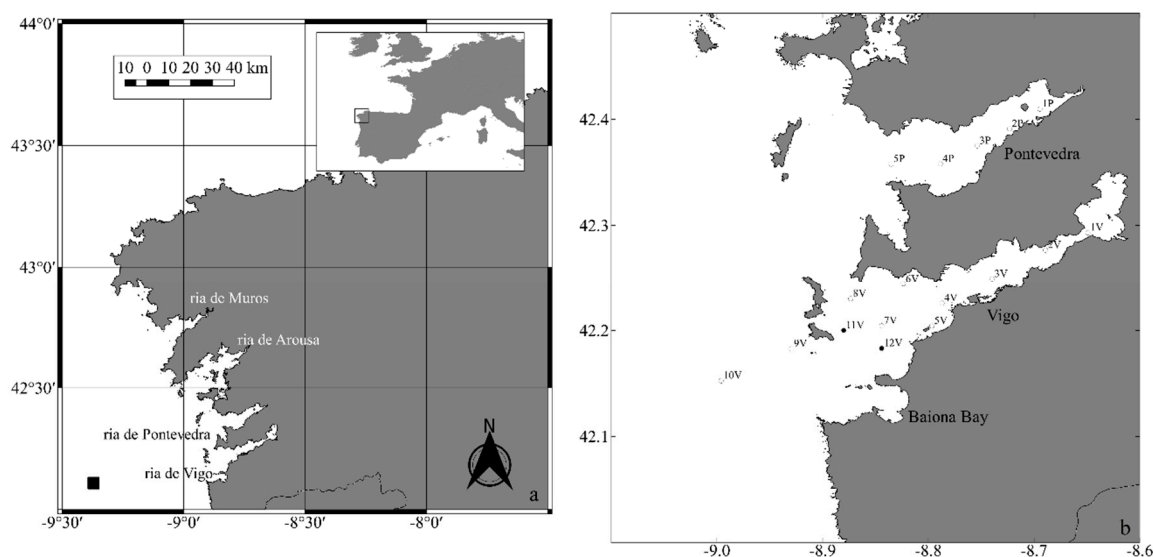 44°0'
10 0 10 20 30 40 km
43°30'
43°0'
ria de Muros
ria de Arousa
42°30'
ria de Pontevedra
ria de Vigo
N
a
-9°30' -9°0' -8°30' -8°0'
42.4
1P
2P
3P
Pontevedra
5P 4P
42.3
1V
2V
6V 3V
8V
4V
Vigo
11V 7V 5V
42.2
9V 12V
10V
Baiona Bay
42.1
b
-9.0 -8.9 -8.8 -8.7 -8.6